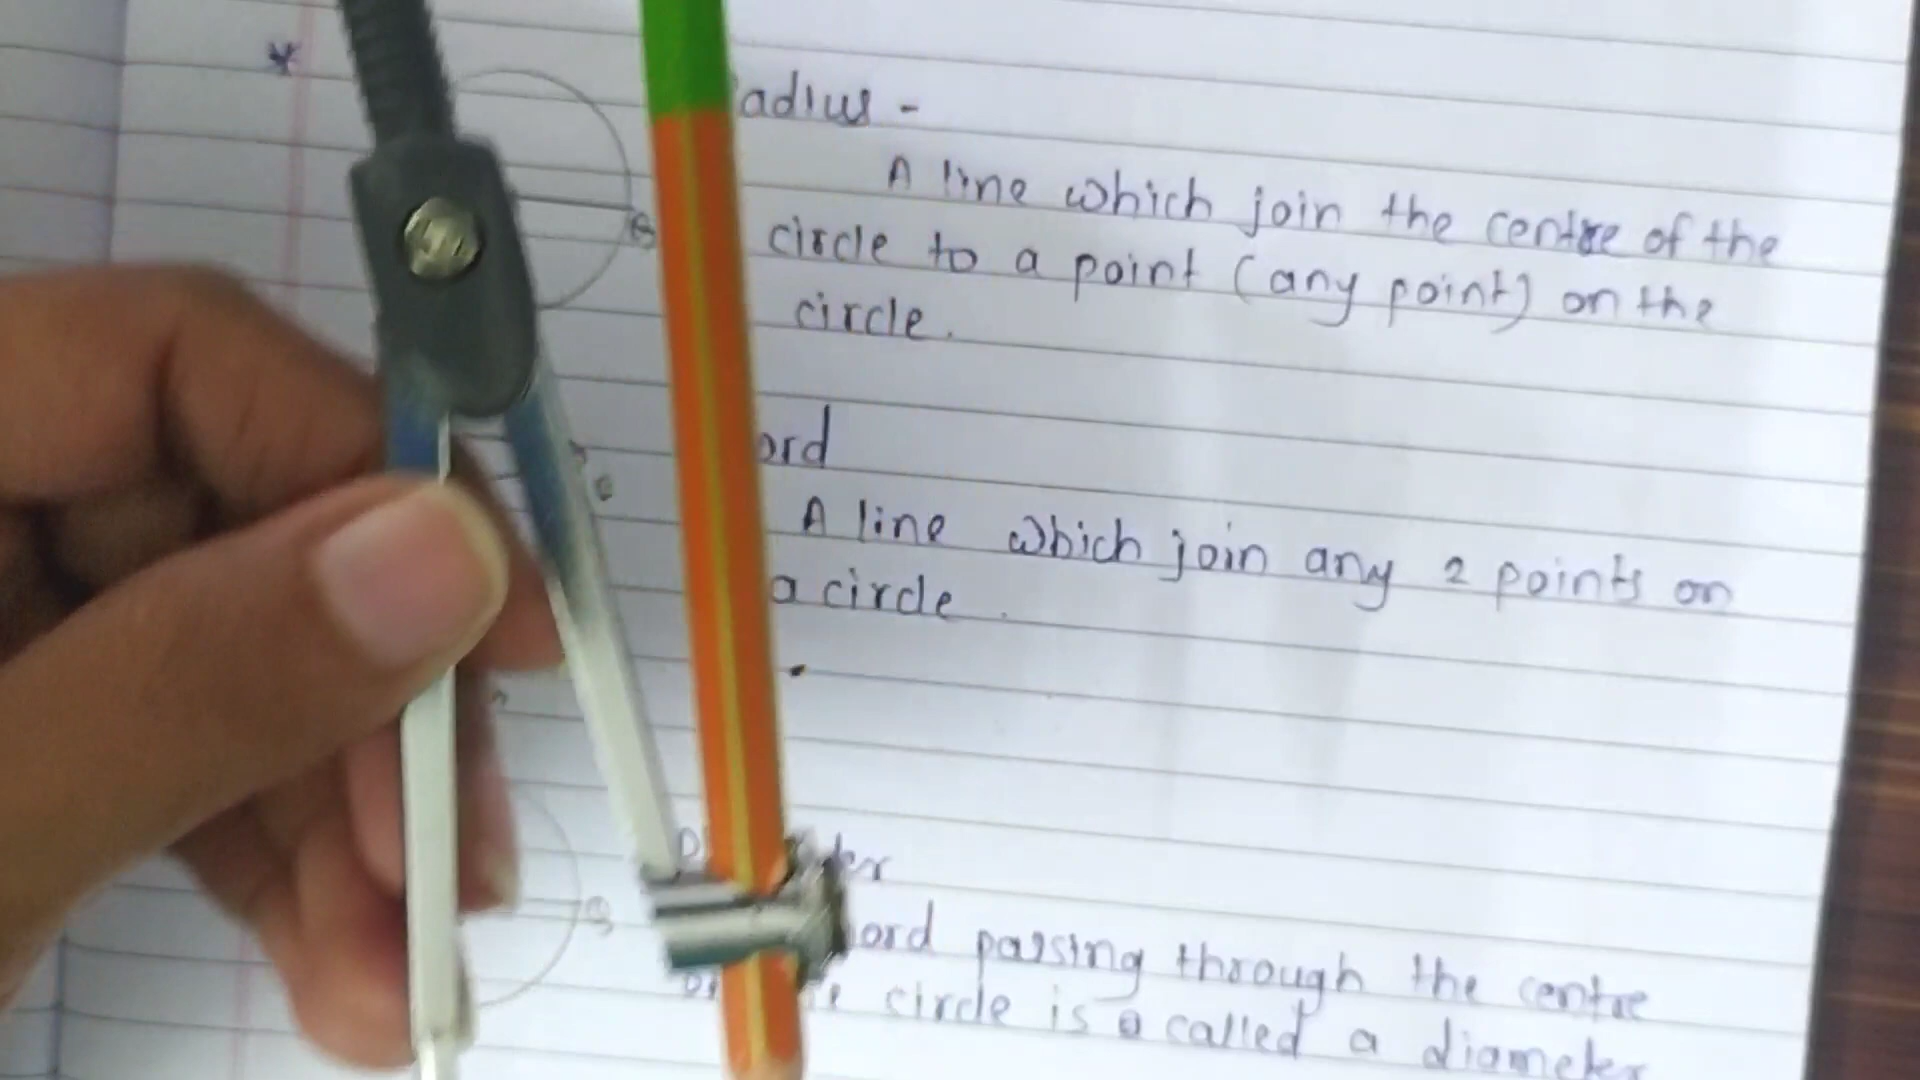 adius -
A line which join the centre of the
circle to a point (any point) on the
circle.
ord
A line which join any 2 points on
a circle.
ord passing through the centre
circle is a called a diameter